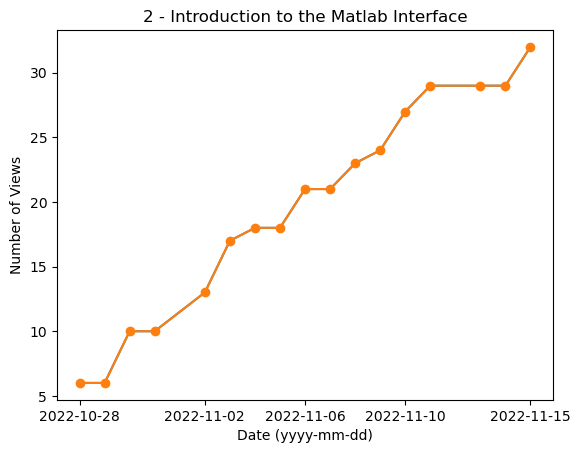 2 - Introduction to the Matlab Interface
Number of Views
30
25
20
15
10
5
2022-10-28 2022-11-02 2022-11-06 2022-11-10 2022-11-15
Date (yyyy-mm-dd)